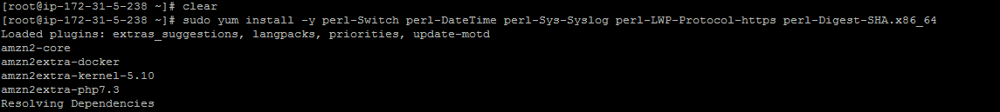 [root@ip-172-31-5-238 ~]# clear
[root@ip-172-31-5-238 ~]# sudo yum install -y perl-Switch perl-DateTime perl-Sys-Syslog perl-LWP-Protocol-https perl-Digest-SHA.x86_64
Loaded plugins: extras_suggestions, langpacks, priorities, update-motd
amzn2-core
amzn2extra-docker
amzn2extra-kernel-5.10
amzn2extra-php7.3
Resolving Dependencies